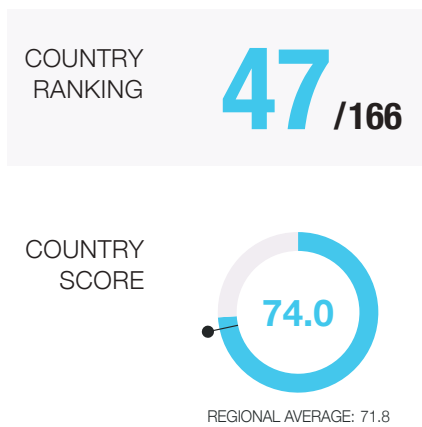 COUNTRY
RANKING
47/166
COUNTRY
SCORE
74.0
REGIONAL AVERAGE: 71.8